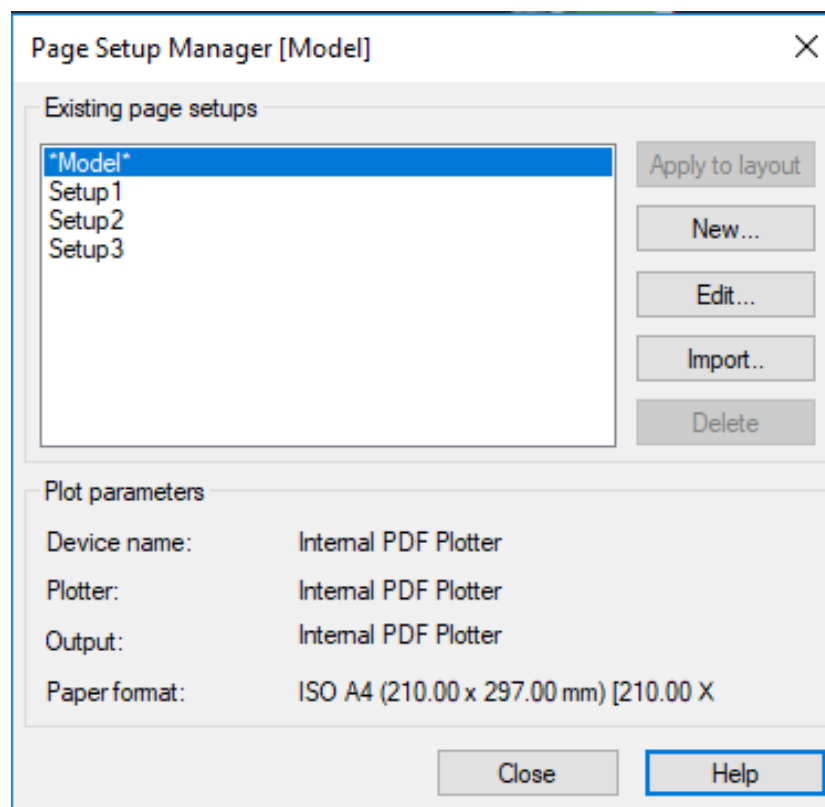 Page Setup Manager [Model]
Existing page setups
*Model*
Setup1
Setup2
Setup3
Apply to layout
New...
Edit...
Import..
Delete
Plot parameters
Device name: Internal PDF Plotter
Plotter: Internal PDF Plotter
Output: Internal PDF Plotter
Paper format: ISO A4 (210.00 x 297.00 mm) [210.00 X
Close Help